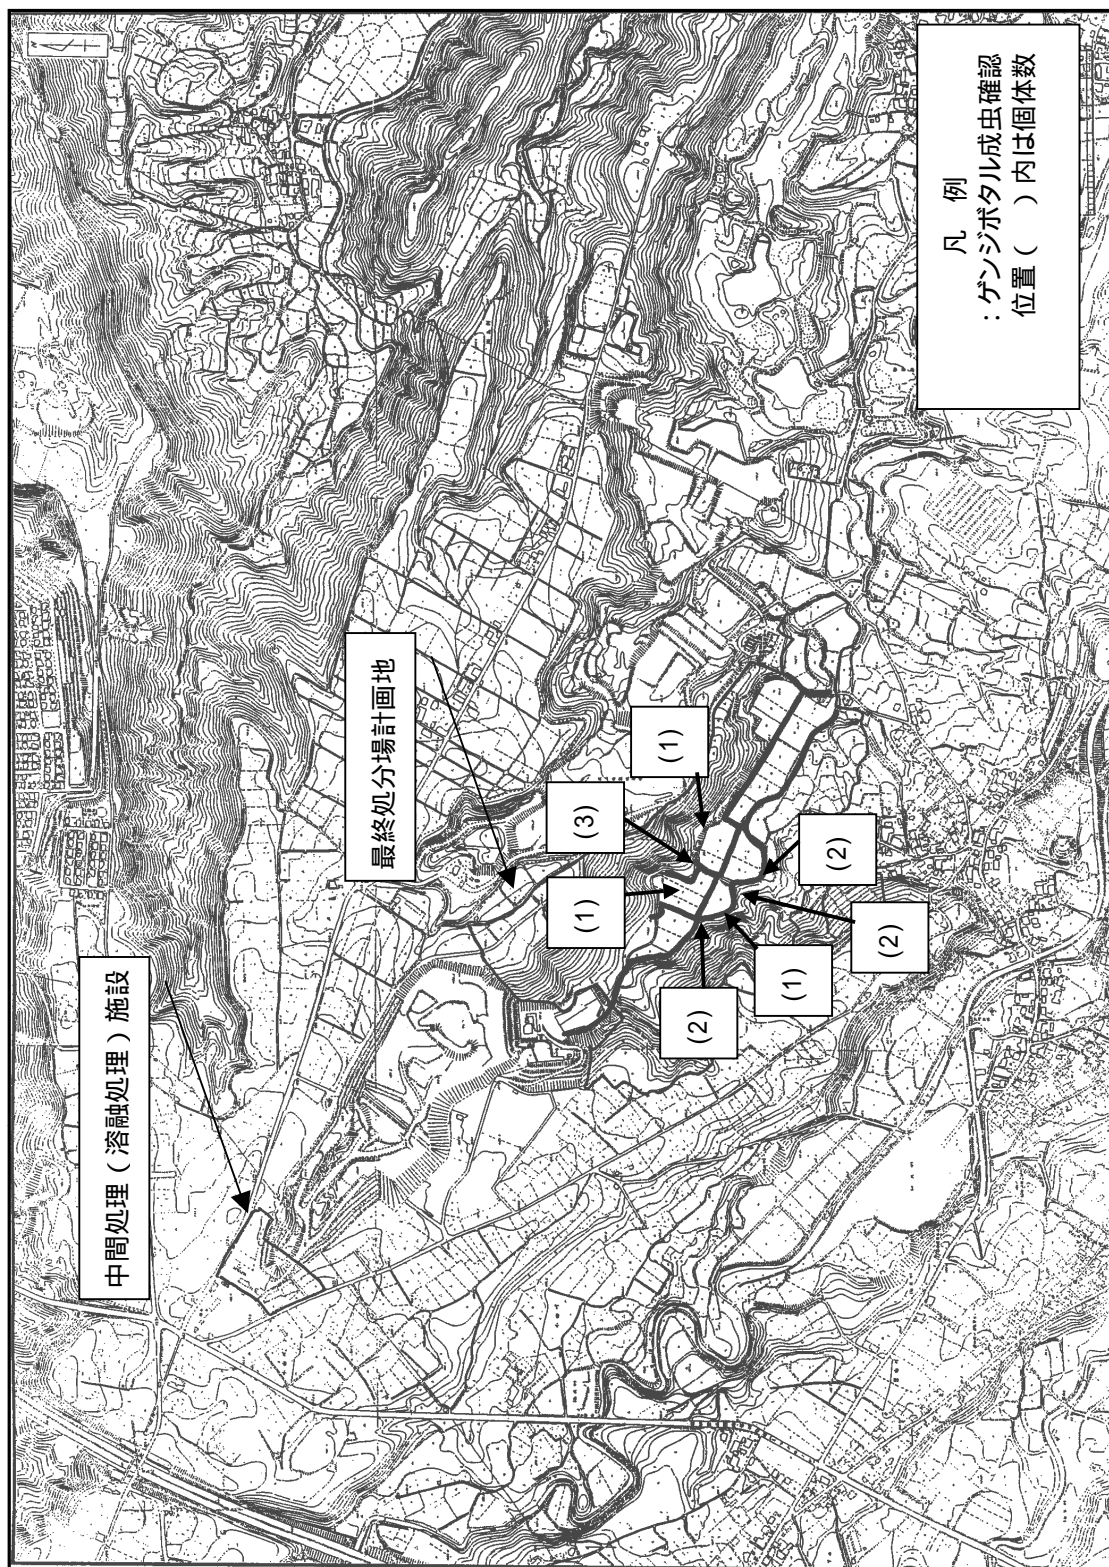 中間処理（溶融処理）施設
最終処分場計画地
(1)
(3)
(1)
(2)
(1)
(2)
(2)
凡　例
：ゲンジボタル成虫確認
位置（　）内は個体数